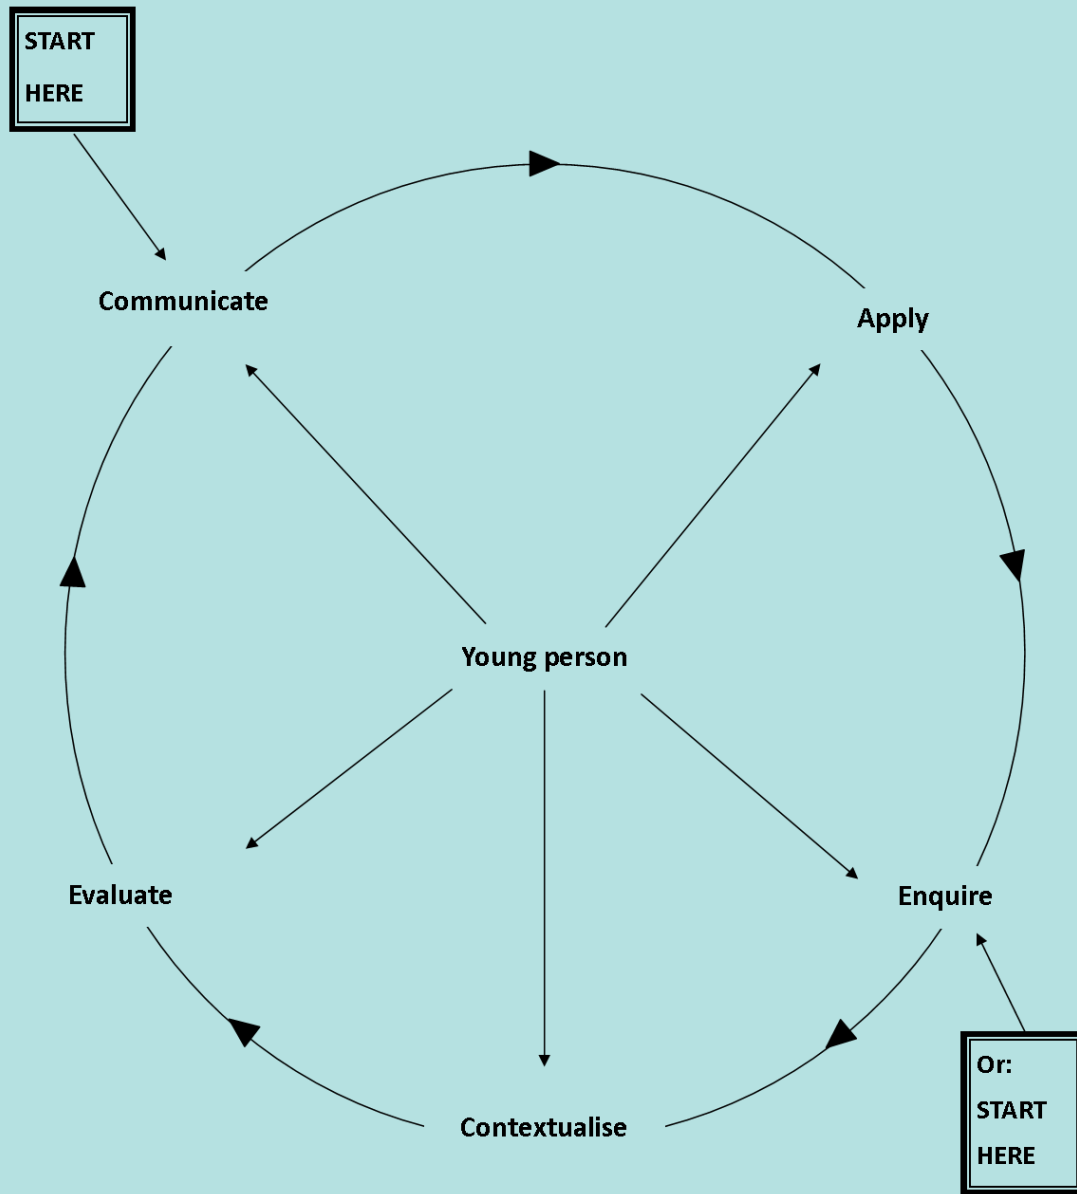 START
HERE
Communicate
Apply
Young person
Evaluate
Enquire
Contextualise
Or:
START
HERE